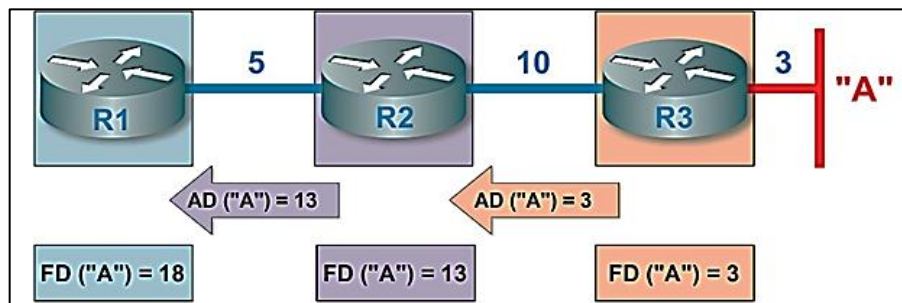 5
10
3
"A"
R1
R2
R3
AD ("A") = 13
AD ("A") = 3
FD ("A") = 18
FD ("A") = 13
FD ("A") = 3